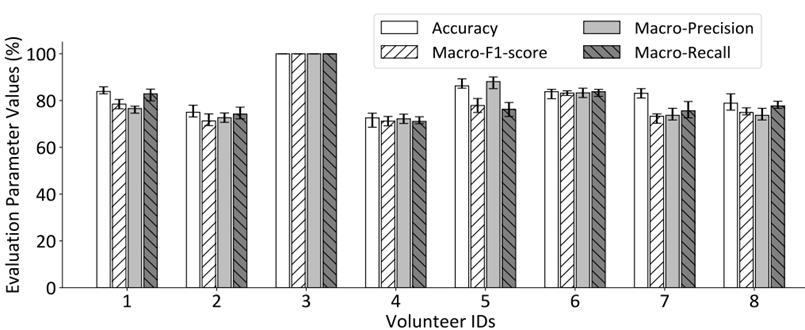 Accuracy
Macro-F1-score
Macro-Precision
Macro-Recall
Evaluation Parameter Values (%)
100
80
60
40
20
0
1 2 3 4 5 6 7 8
Volunteer IDs